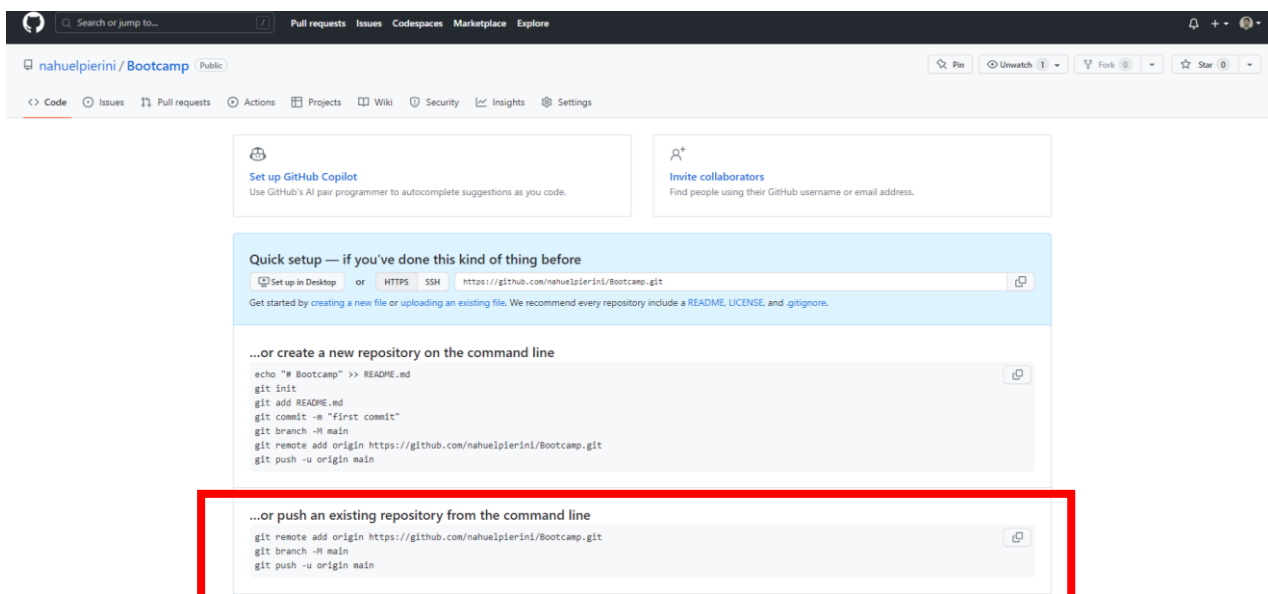 Search or jump to... /
Pull requests Issues Codespaces Marketplace Explore
nahuelpierini / Bootcamp Public
Pin Unwatch 1 Fork 0 Star 0
<> Code Issues Pull requests Actions Projects Wiki Security Insights Settings
Set up GitHub Copilot
Use GitHub's AI pair programmer to autocomplete suggestions as you code.
Invite collaborators
Find people using their GitHub username or email address.
Quick setup — if you've done this kind of thing before
Set up in Desktop or HTTPS SSH https://github.com/nahuelpierini/Bootcamp.git
Get started by creating a new file or uploading an existing file. We recommend every repository include a README, LICENSE, and .gitignore.
...or create a new repository on the command line
echo "# Bootcamp" >> README.md
git init
git add README.md
git commit -m "first commit"
git branch -M main
git remote add origin https://github.com/nahuelpierini/Bootcamp.git
git push -u origin main
...or push an existing repository from the command line
git remote add origin https://github.com/nahuelpierini/Bootcamp.git
git branch -M main
git push -u origin main